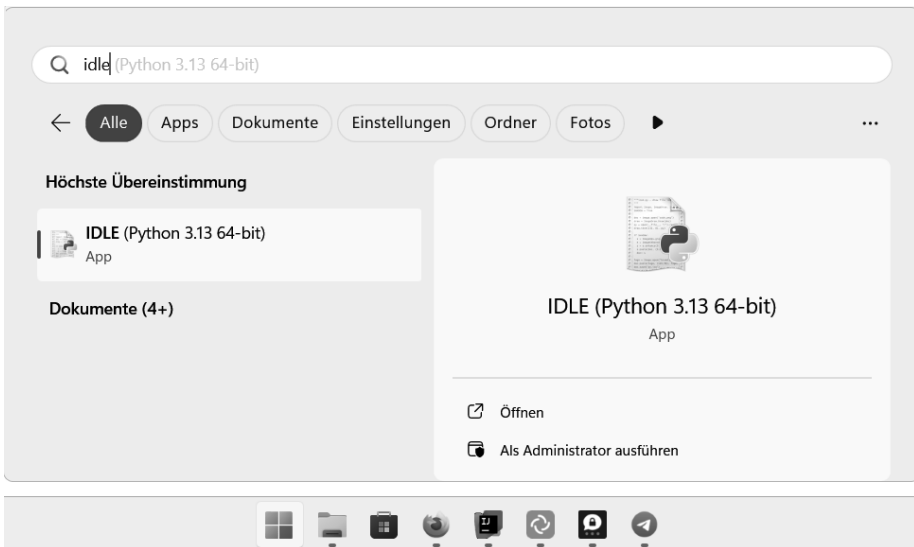 idle (Python 3.13 64-bit)
Alle Apps Dokumente Einstellungen Ordner Fotos
Höchste Übereinstimmung
IDLE (Python 3.13 64-bit)
App
Dokumente (4+)
IDLE (Python 3.13 64-bit)
App
Öffnen
Als Administrator ausführen
IJ